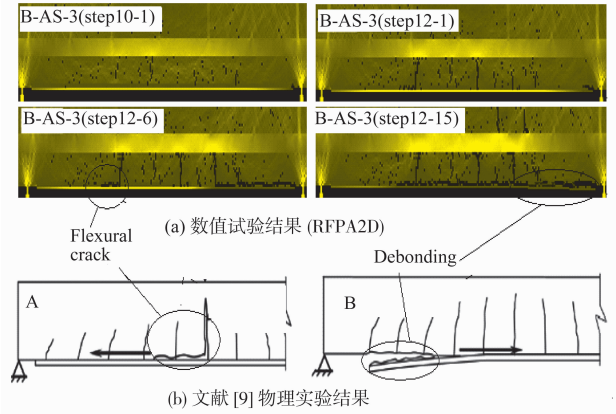 B-AS-3(step10-1)
B-AS-3(step12-1)
B-AS-3(step12-6)
B-AS-3(step12-15)
(a) 数值试验结果 (RFPA2D)
Flexural
crack
Debonding
A
B
(b) 文献 [9] 物理实验结果